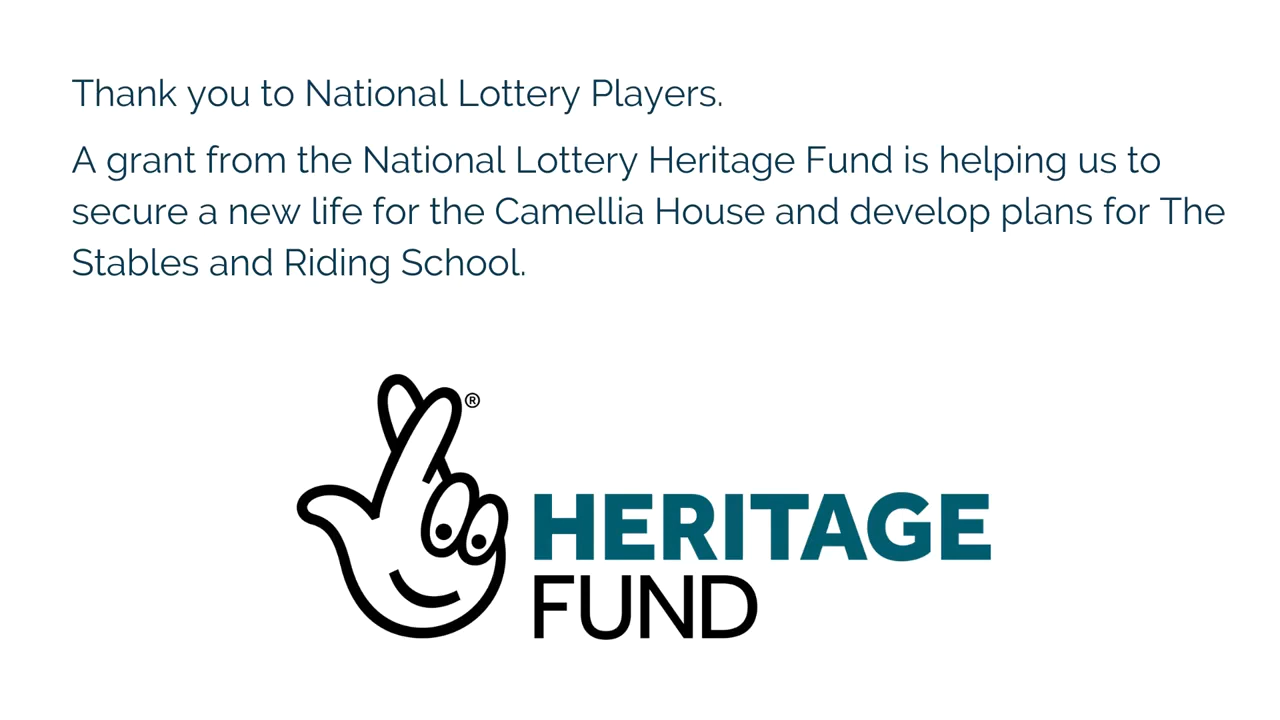 Thank you to National Lottery Players.
A grant from the National Lottery Heritage Fund is helping us to
secure a new life for the Camellia House and develop plans for The
Stables and Riding School.
®
HERITAGE
FUND